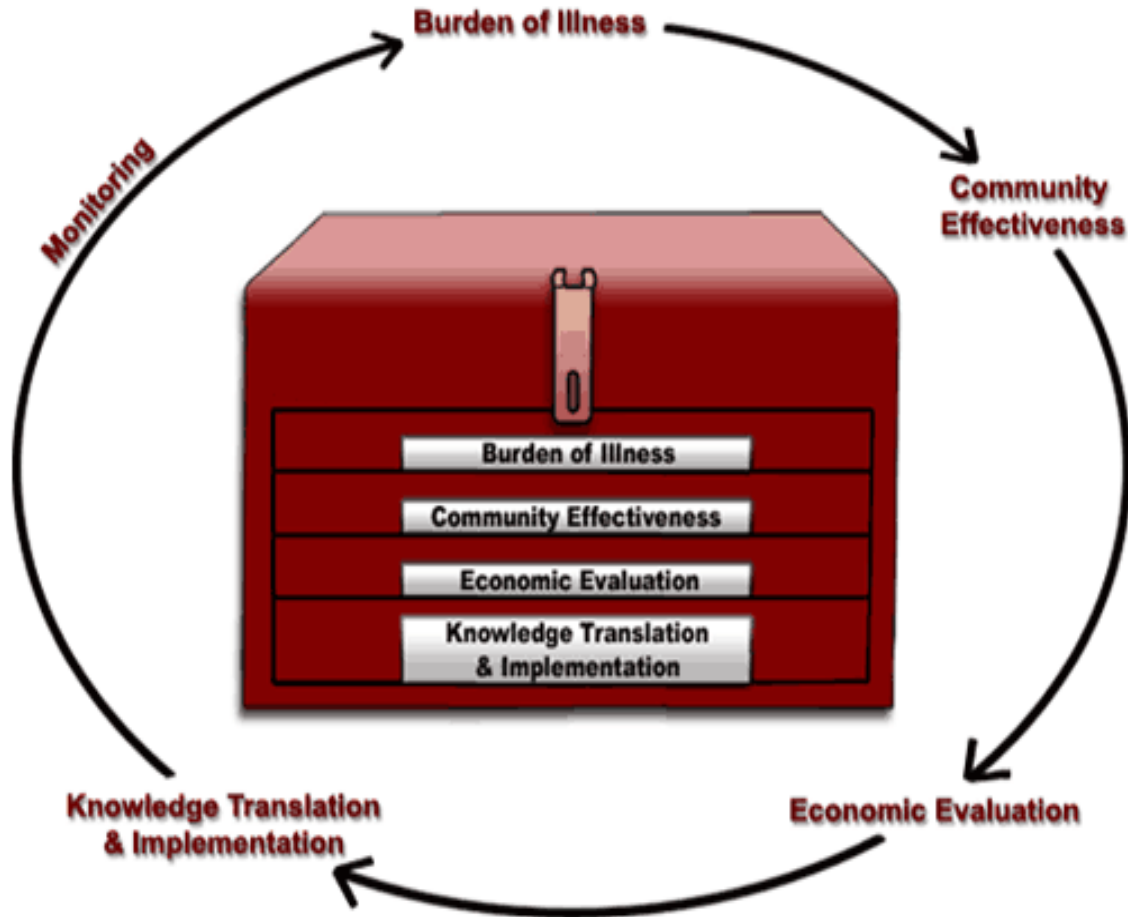 Burden of Illness
Community
Effectiveness
Monitoring
Burden of Illness
Community Effectiveness
Economic Evaluation
Knowledge Translation
& Implementation
Economic Evaluation
Knowledge Translation
& Implementation